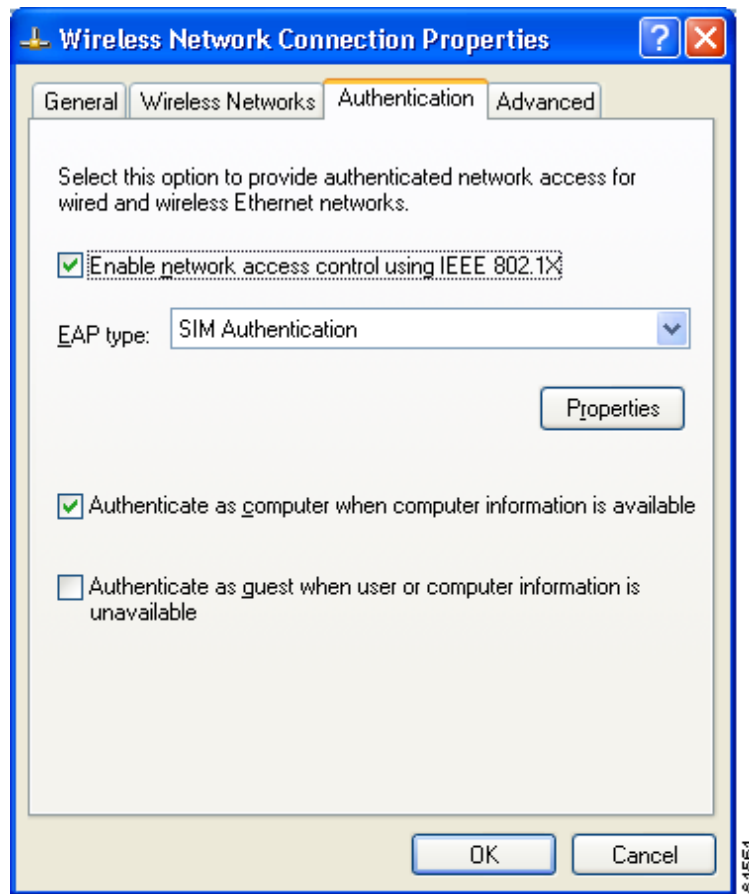 Wireless Network Connection Properties
General Wireless Networks Authentication Advanced
Select this option to provide authenticated network access for
wired and wireless Ethernet networks.
Enable network access control using IEEE 802.1X
EAP type: SIM Authentication
Properties
Authenticate as computer when computer information is available
Authenticate as guest when user or computer information is
unavailable
OK Cancel